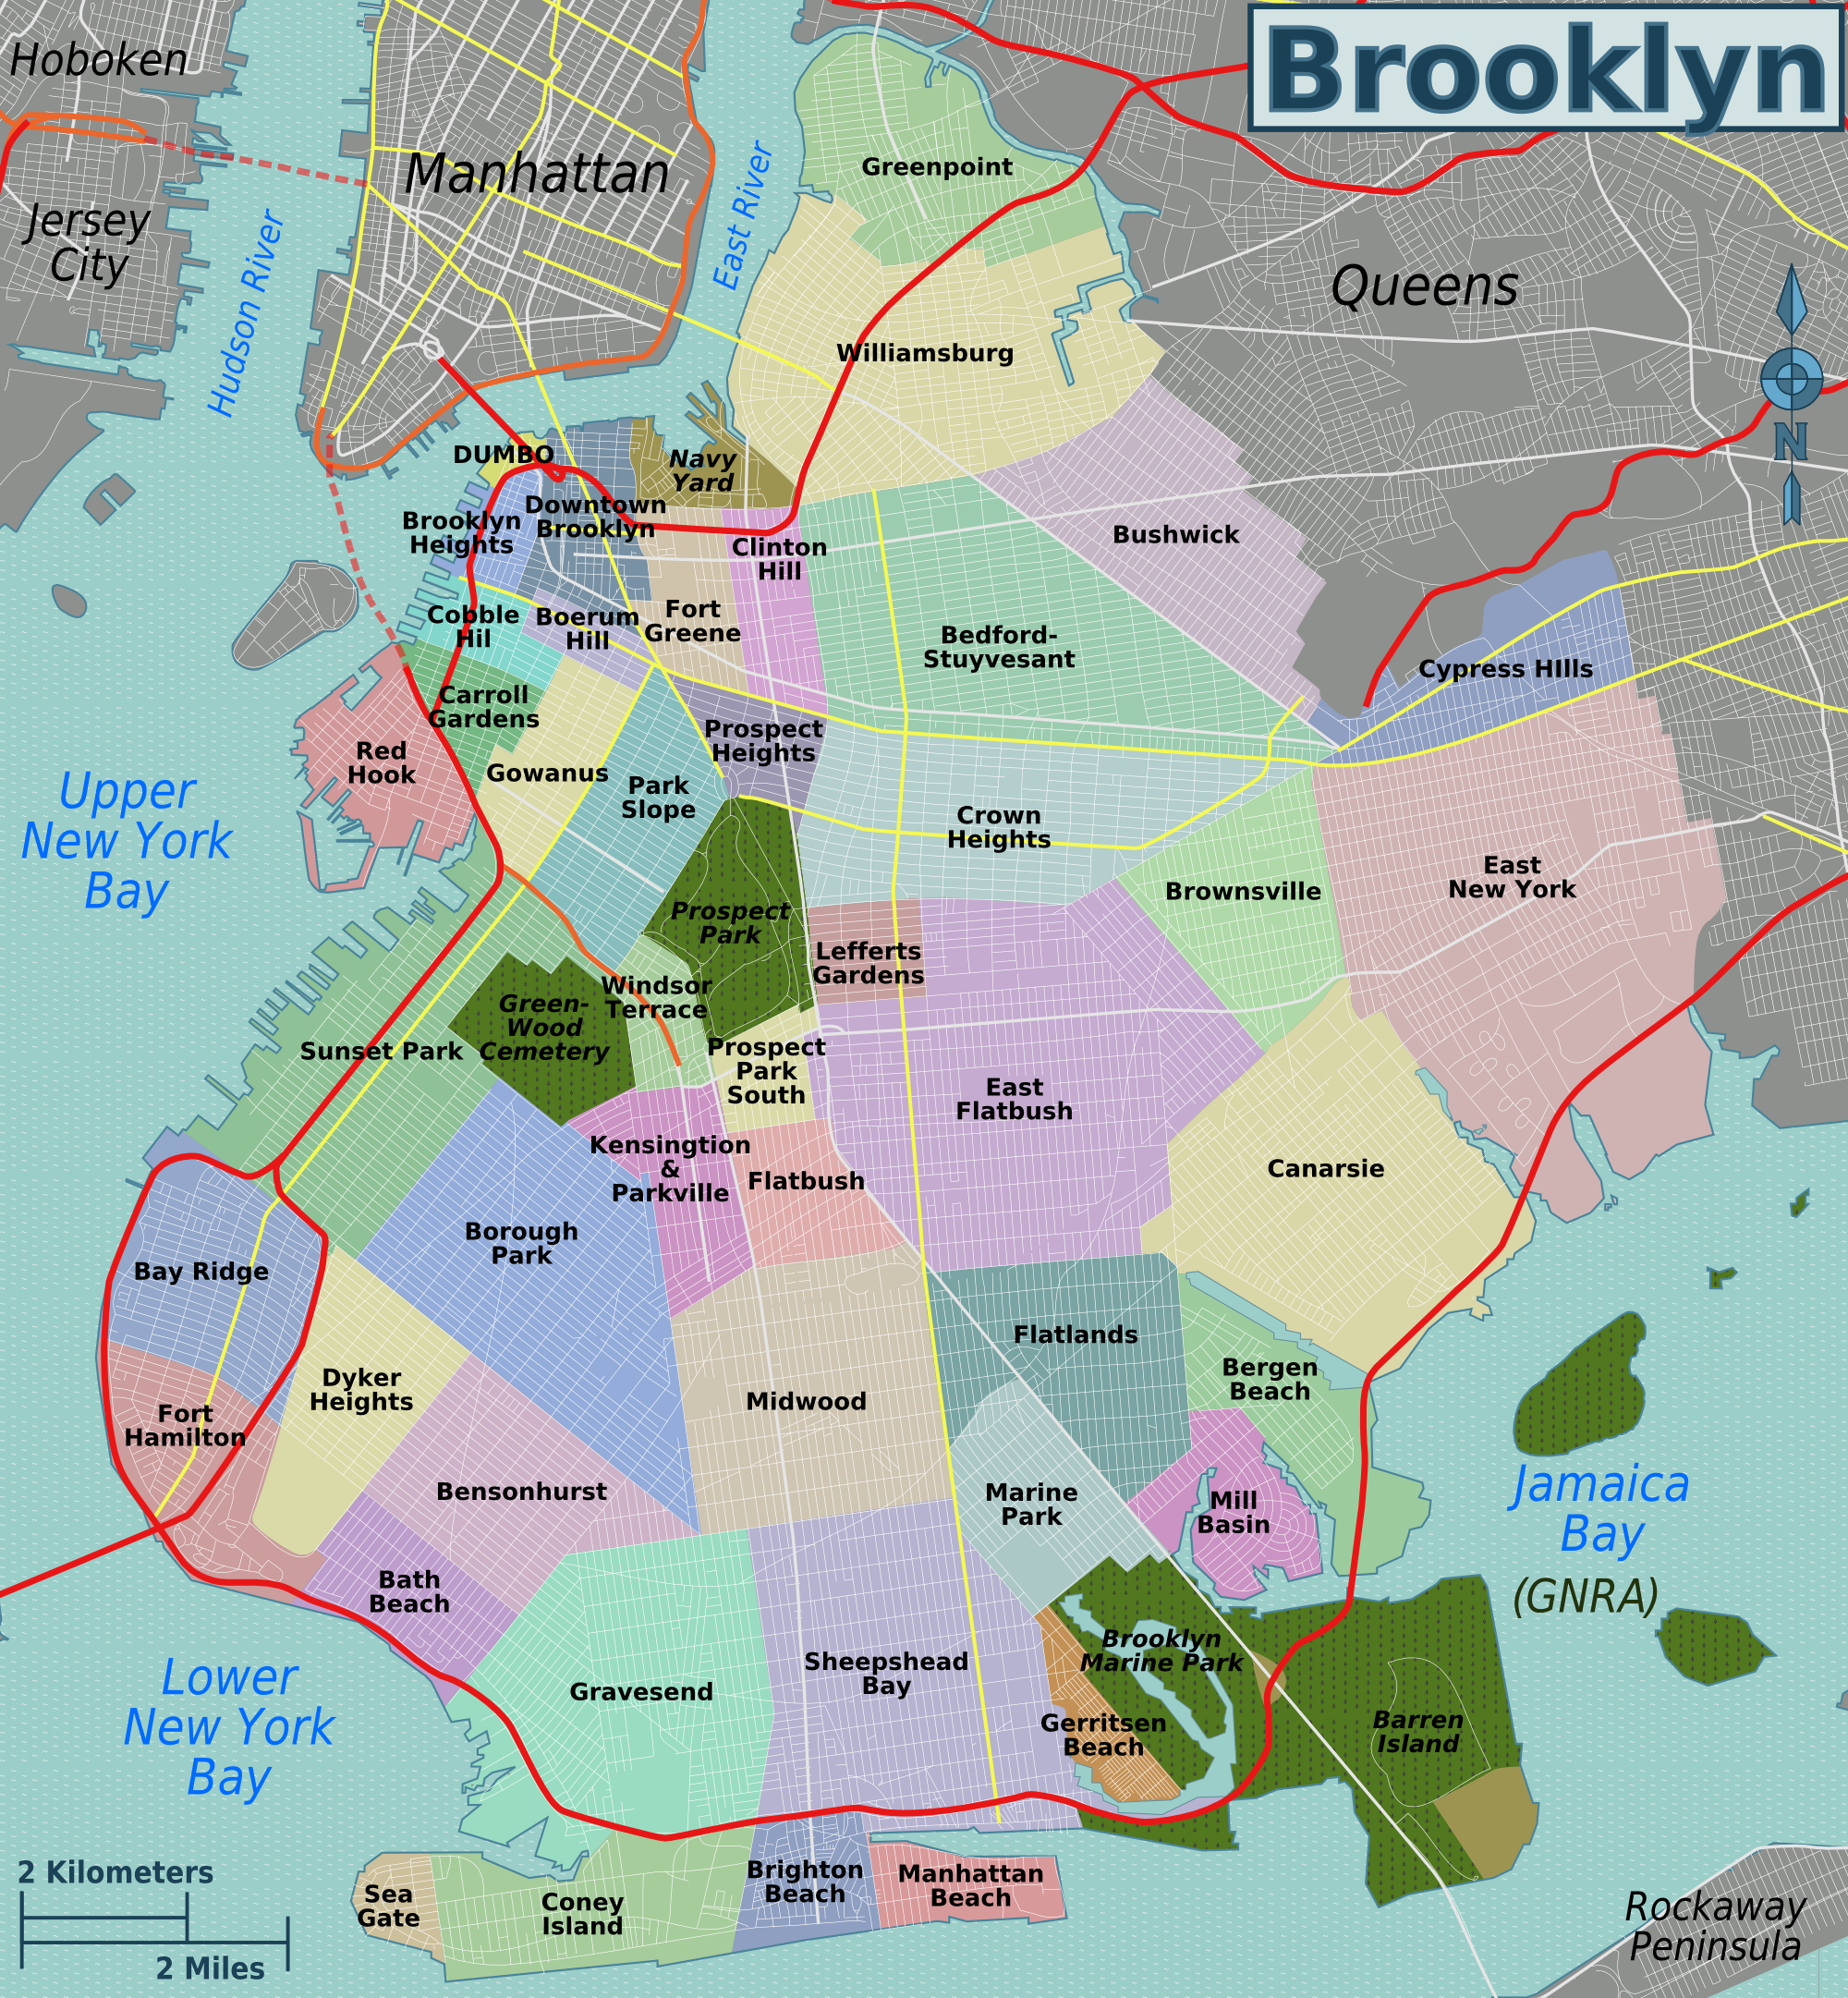 Brooklyn
Hoboken
Manhattan
Jersey
City
Hudson River
East River
Greenpoint
Queens
Williamsburg
N
DUMBO
Navy
Yard
Downtown
Brooklyn
Brooklyn
Heights
Clinton
Hill
Bushwick
Cobble
Hil
Boerum
Hill
Fort
Greene
Bedford-
Stuyvesant
Cypress HIlls
Carroll
Gardens
Prospect
Heights
Red
Hook
Gowanus
Park
Slope
Upper
New York
Bay
Crown
Heights
Brownsville
East
New York
Prospect
Park
Lefferts
Gardens
Windsor
Terrace
Green-
Wood
Cemetery
Sunset Park
Prospect
Park
South
East
Flatbush
Kensington
&
Parkville
Flatbush
Canarsie
Borough
Park
Bay Ridge
Flatlands
Bergen
Beach
Dyker
Heights
Midwood
Fort
Hamilton
Bensonhurst
Marine
Park
Mill
Basin
Jamaica
Bay
(GNRA)
Bath
Beach
Brooklyn
Marine Park
Sheepshead
Bay
Gravesend
Lower
New York
Bay
Gerritsen
Beach
Barren
Island
2 Kilometers
2 Miles
Sea
Gate
Coney
Island
Brighton
Beach
Manhattan
Beach
Rockaway
Peninsula